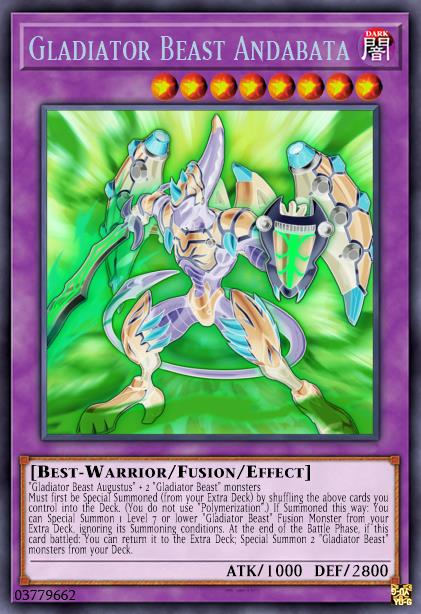 GLADIATOR BEAST ANDABATA
DARK
闇
[BEST-WARRIOR/FUSION/EFFECT]
"Gladiator Beast Augustus" + 2 "Gladiator Beast" monsters
Must first be Special Summoned (from your Extra Deck) by shuffling the above cards you
control into the Deck. (You do not use "Polymerization".) If Summoned this way: You
can Special Summon 1 Level 7 or lower "Gladiator Beast" Fusion Monster from your
Extra Deck, ignoring its Summoning conditions. At the end of the Battle Phase, if this
card battled: You can return it to the Extra Deck; Special Summon 2 "Gladiator Beast"
monsters from your Deck.
ATK/1000 DEF/2800
03779662